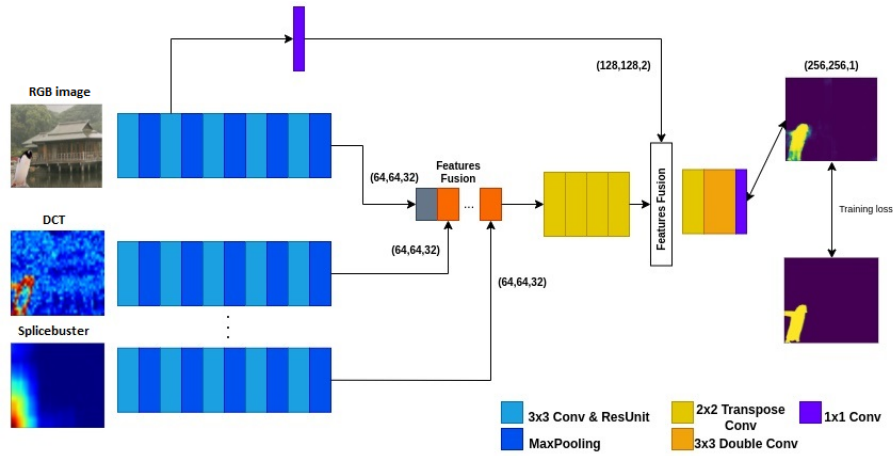 RGB image
(128,128,2)
(256,256,1)
Features
Fusion
(64,64,32)
...
Features Fusion
DCT
(64,64,32)
Training loss
(64,64,32)
Splicebuster
3x3 Conv & ResUnit
MaxPooling
2x2 Transpose
Conv
3x3 Double Conv
1x1 Conv